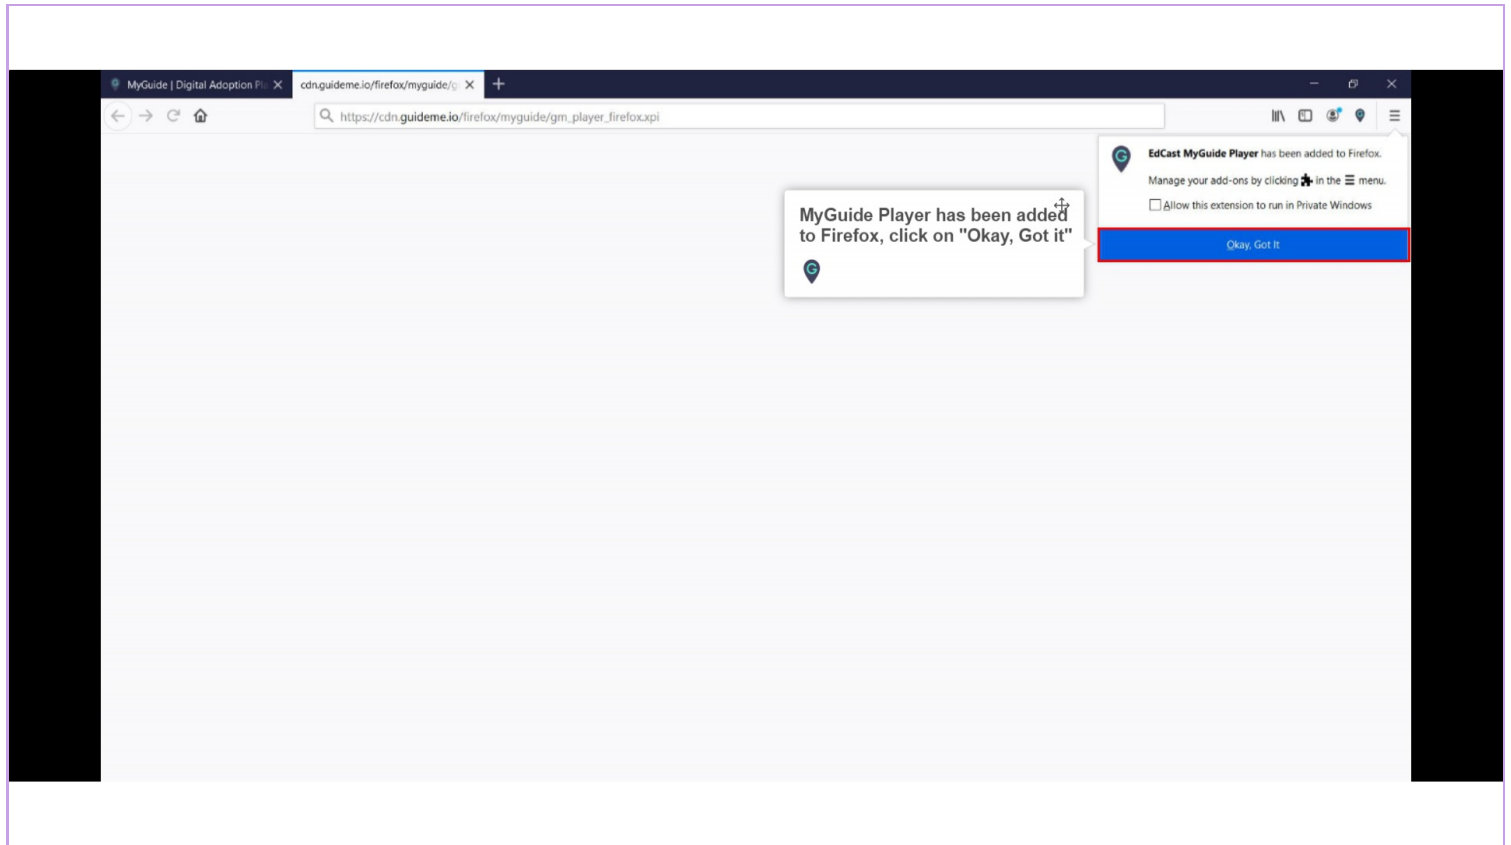 MyGuide | Digital Adoption Pla
cdn.guideme.io/firefox/myguide/g
https://cdn.guideme.io/firefox/myguide/gm_player_firefox.xpi
EdCast MyGuide Player has been added to Firefox.
Manage your add-ons by clicking in the menu.
Allow this extension to run in Private Windows
Okay, Got It
MyGuide Player has been added
to Firefox, click on "Okay, Got it"